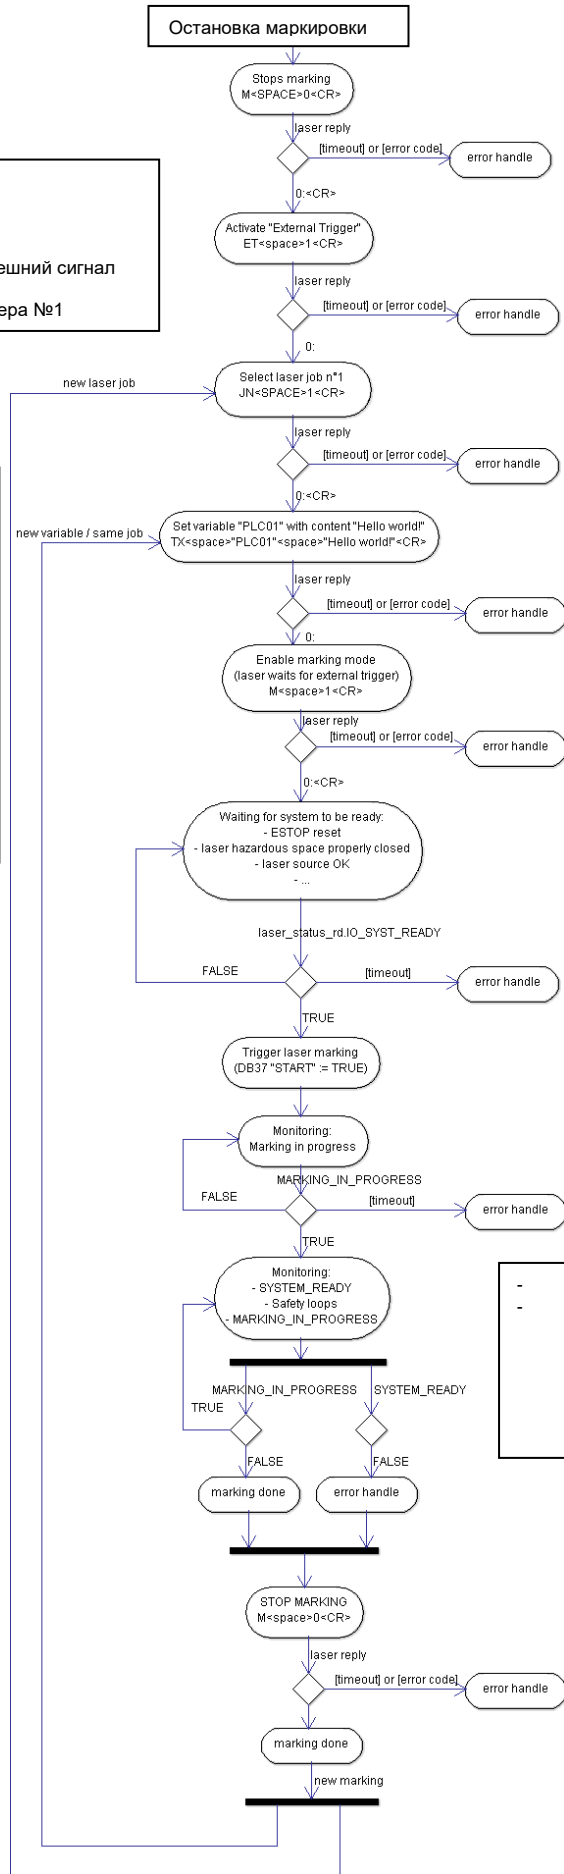 Остановка маркировки
Stops marking
M<SPACE>0<CR>
laser reply
[timeout] or [error code]
error handle
0:<CR>
Activate "External Trigger"
ET<space>1<CR>
ешний сигнал
ера №1
laser reply
[timeout] or [error code]
error handle
0:
new laser job
Select laser job n°1
JN<SPACE>1<CR>
laser reply
[timeout] or [error code]
error handle
0:<CR>
new variable / same job
Set variable "PLC01" with content "Hello world!"
TX<space>"PLC01"<space>"Hello world!"<CR>
laser reply
[timeout] or [error code]
error handle
0:
Enable marking mode
(laser waits for external trigger)
M<space>1<CR>
laser reply
[timeout] or [error code]
error handle
0:<CR>
Waiting for system to be ready:
- ESTOP reset
- laser hazardous space properly closed
- laser source OK
- ...
laser_status_rd.IO_SYST_READY
FALSE
[timeout]
error handle
TRUE
Trigger laser marking
(DB37 "START" := TRUE)
Monitoring:
Marking in progress
MARKING_IN_PROGRESS
FALSE
[timeout]
error handle
TRUE
Monitoring:
- SYSTEM_READY
- Safety loops
- MARKING_IN_PROGRESS
-
-
MARKING_IN_PROGRESS
SYSTEM_READY
TRUE
FALSE
FALSE
marking done
error handle
STOP MARKING
M<space>0<CR>
laser reply
[timeout] or [error code]
error handle
marking done
new marking